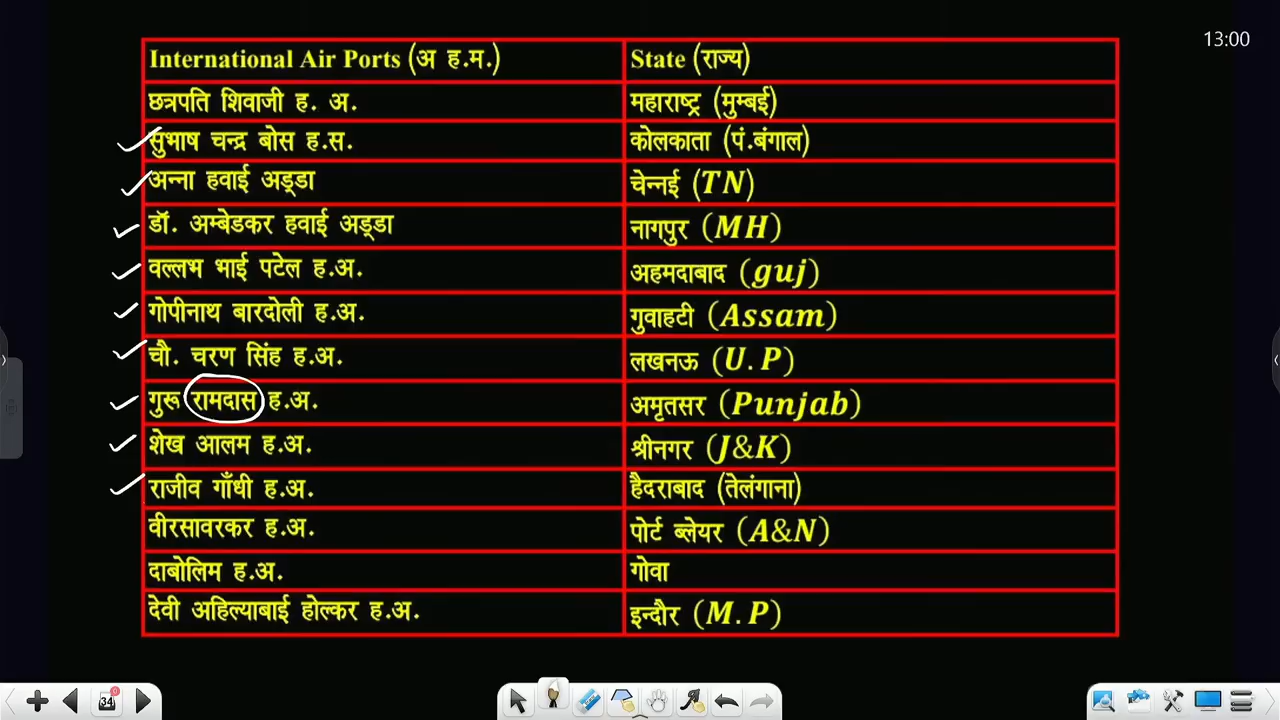 13:00
International Air Ports (अ ह.म.) State (राज्य)
छत्रपति शिवाजी ह. अ. महाराष्ट्र (मुम्बई)
सुभाष चन्द्र बोस ह.स. कोलकाता (पं.बंगाल)
अन्ना हवाई अड्डा चेन्नई (TN)
डॉ. अम्बेडकर हवाई अड्डा नागपुर (MH)
वल्लभ भाई पटेल ह.अ. अहमदाबाद (guj)
गोपीनाथ बारदोली ह.अ. गुवाहटी (Assam)
चौ. चरण सिंह ह.अ. लखनऊ (U.P)
गुरू रामदास ह.अ. अमृतसर (Punjab)
शेख आलम ह.अ. श्रीनगर (J&K)
राजीव गाँधी ह.अ. हैदराबाद (तेलंगाना)
वीरसावरकर ह.अ. पोर्ट ब्लेयर (A&N)
दाबोलिम ह.अ. गोवा
देवी अहिल्याबाई होल्कर ह.अ. इन्दौर (M.P)
34 0